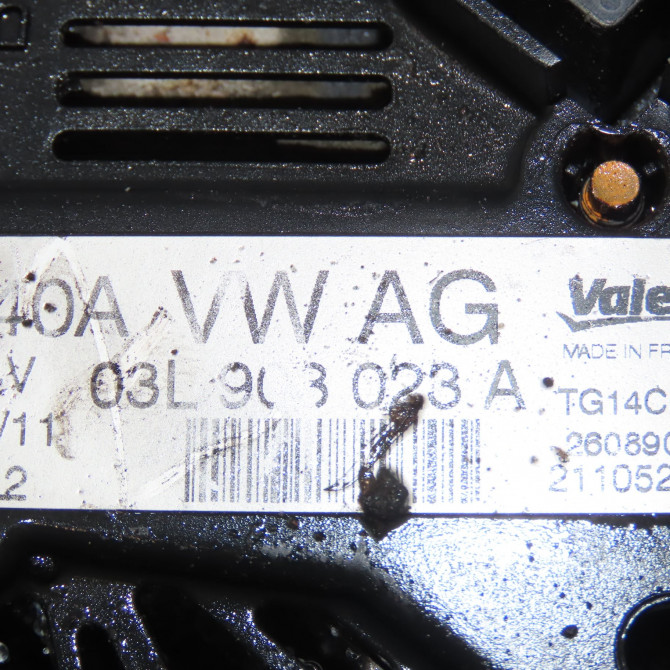 40A VW AG
V 03L 903 023 A
/11
2
Vale
MADE IN FR
TG14C
260890
211052